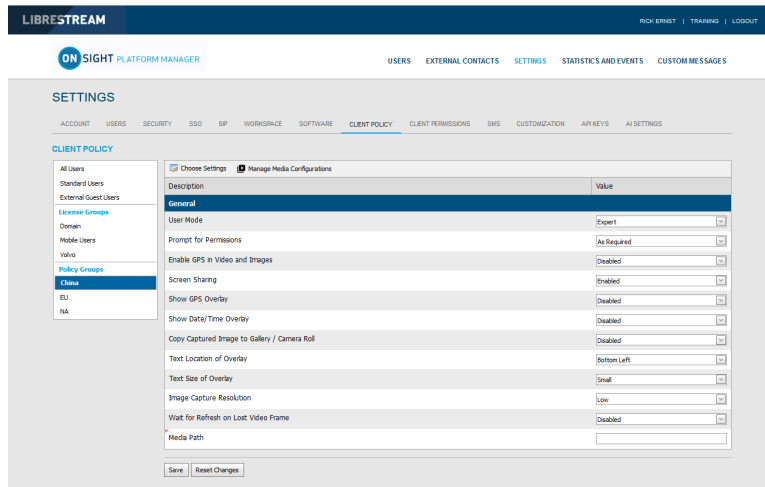 LIBRESTREAM
RICK ERNST | TRAINING | LOGOUT
ON SIGHT PLATFORM MANAGER
USERS EXTERNAL CONTACTS SETTINGS STATISTICS AND EVENTS CUSTOM MESSAGES
SETTINGS
ACCOUNT USERS SECURITY SSO SIP WORKSPACE SOFTWARE CLIENT POLICY CLIENT PERMISSIONS SMS CUSTOMIZATION API KEYS AI SETTINGS
CLIENT POLICY
All Users
Standard Users
External Guest Users
License Groups
Domain
Mobile Users
Volvo
Policy Groups
China
EU
NA
Choose Settings Manage Media Configurations
Description Value
General
User Mode Expert
Prompt for Permissions As Required
Enable GPS in Video and Images Disabled
Screen Sharing Enabled
Show GPS Overlay Disabled
Show Date/Time Overlay Disabled
Copy Captured Image to Gallery / Camera Roll Disabled
Text Location of Overlay Bottom Left
Text Size of Overlay Small
Image Capture Resolution Low
Wait for Refresh on Lost Video Frame Disabled
Media Path
Save Reset Changes